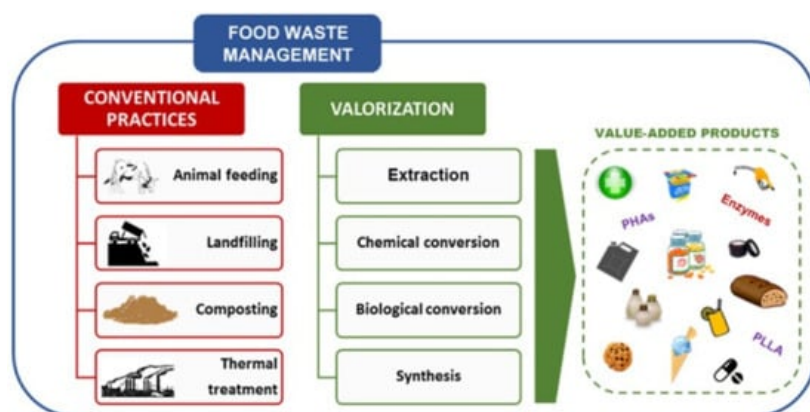 FOOD WASTE
MANAGEMENT
CONVENTIONAL
PRACTICES
Animal feeding
Landfilling
Composting
Thermal
treatment
VALORIZATION
Extraction
Chemical conversion
Biological conversion
Synthesis
VALUE-ADDED PRODUCTS
PHAs
Enzymes
PLLA